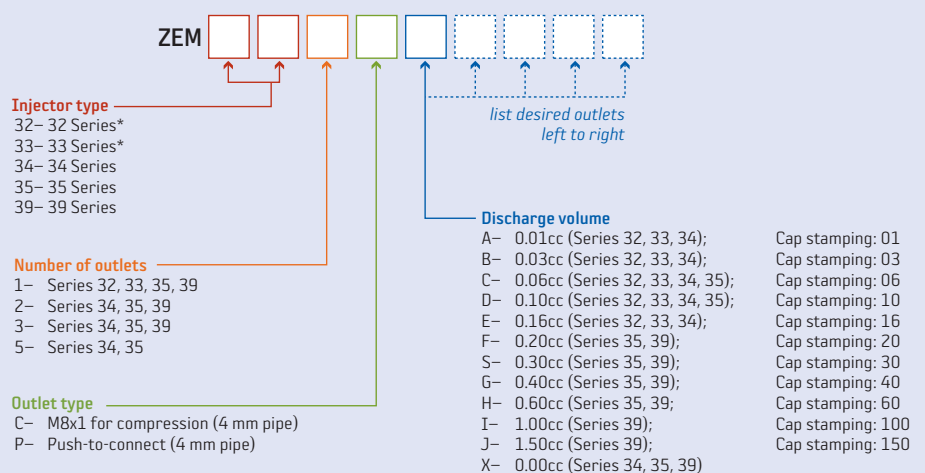 ZEM
list desired outlets
left to right
Injector type
32– 32 Series*
33– 33 Series*
34– 34 Series
35– 35 Series
39– 39 Series
Number of outlets
1– Series 32, 33, 35, 39
2– Series 34, 35, 39
3– Series 34, 35, 39
5– Series 34, 35
Outlet type
C– M8x1 for compression (4 mm pipe)
P– Push-to-connect (4 mm pipe)
Discharge volume
A– 0.01cc (Series 32, 33, 34); Cap stamping: 01
B– 0.03cc (Series 32, 33, 34); Cap stamping: 03
C– 0.06cc (Series 32, 33, 34, 35); Cap stamping: 06
D– 0.10cc (Series 32, 33, 34, 35); Cap stamping: 10
E– 0.16cc (Series 32, 33, 34); Cap stamping: 16
F– 0.20cc (Series 35, 39); Cap stamping: 20
S– 0.30cc (Series 35, 39); Cap stamping: 30
G– 0.40cc (Series 35, 39); Cap stamping: 40
H– 0.60cc (Series 35, 39; Cap stamping: 60
I– 1.00cc (Series 39); Cap stamping: 100
J– 1.50cc (Series 39); Cap stamping: 150
X– 0.00cc (Series 34, 35, 39)